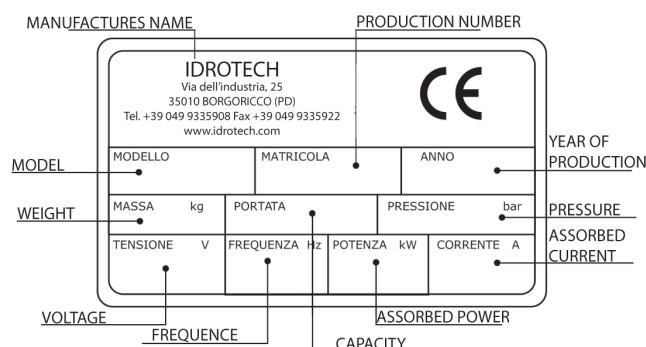 MANUFACTURES NAME
PRODUCTION NUMBER
IDROTECH
Via dell'industria, 25
35010 BORGORICCO (PD)
Tel. +39 049 9335908 Fax +39 049 9335922
www.idrotech.com
CE
YEAR OF
PRODUCTION
MODEL
MODELLO
MATRICOLA
ANNO
WEIGHT
MASSA kg
PORTATA
PRESSIONE bar
PRESSURE
TENSIONE V
FREQUENZA Hz
POTENZA kW
CORRENTE A
ASSORBED
CURRENT
VOLTAGE
ASSORBED POWER
FREQUENCE
CAPACITY